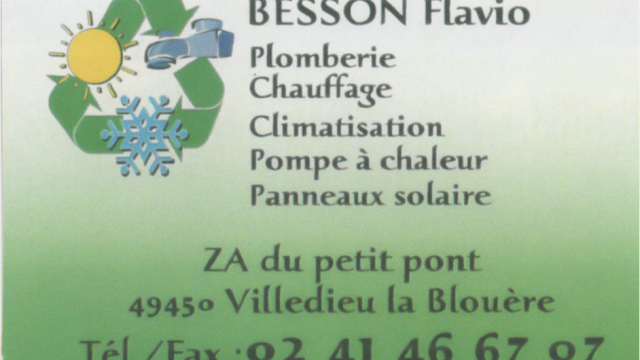 BESSON Flavio
Plomberie
Chauffage
Climatisation
Pompe à chaleur
Panneaux solaire
ZA du petit pont
49450 Villedieu la Blouère
Tél /Fax : 02 41 46 67 07